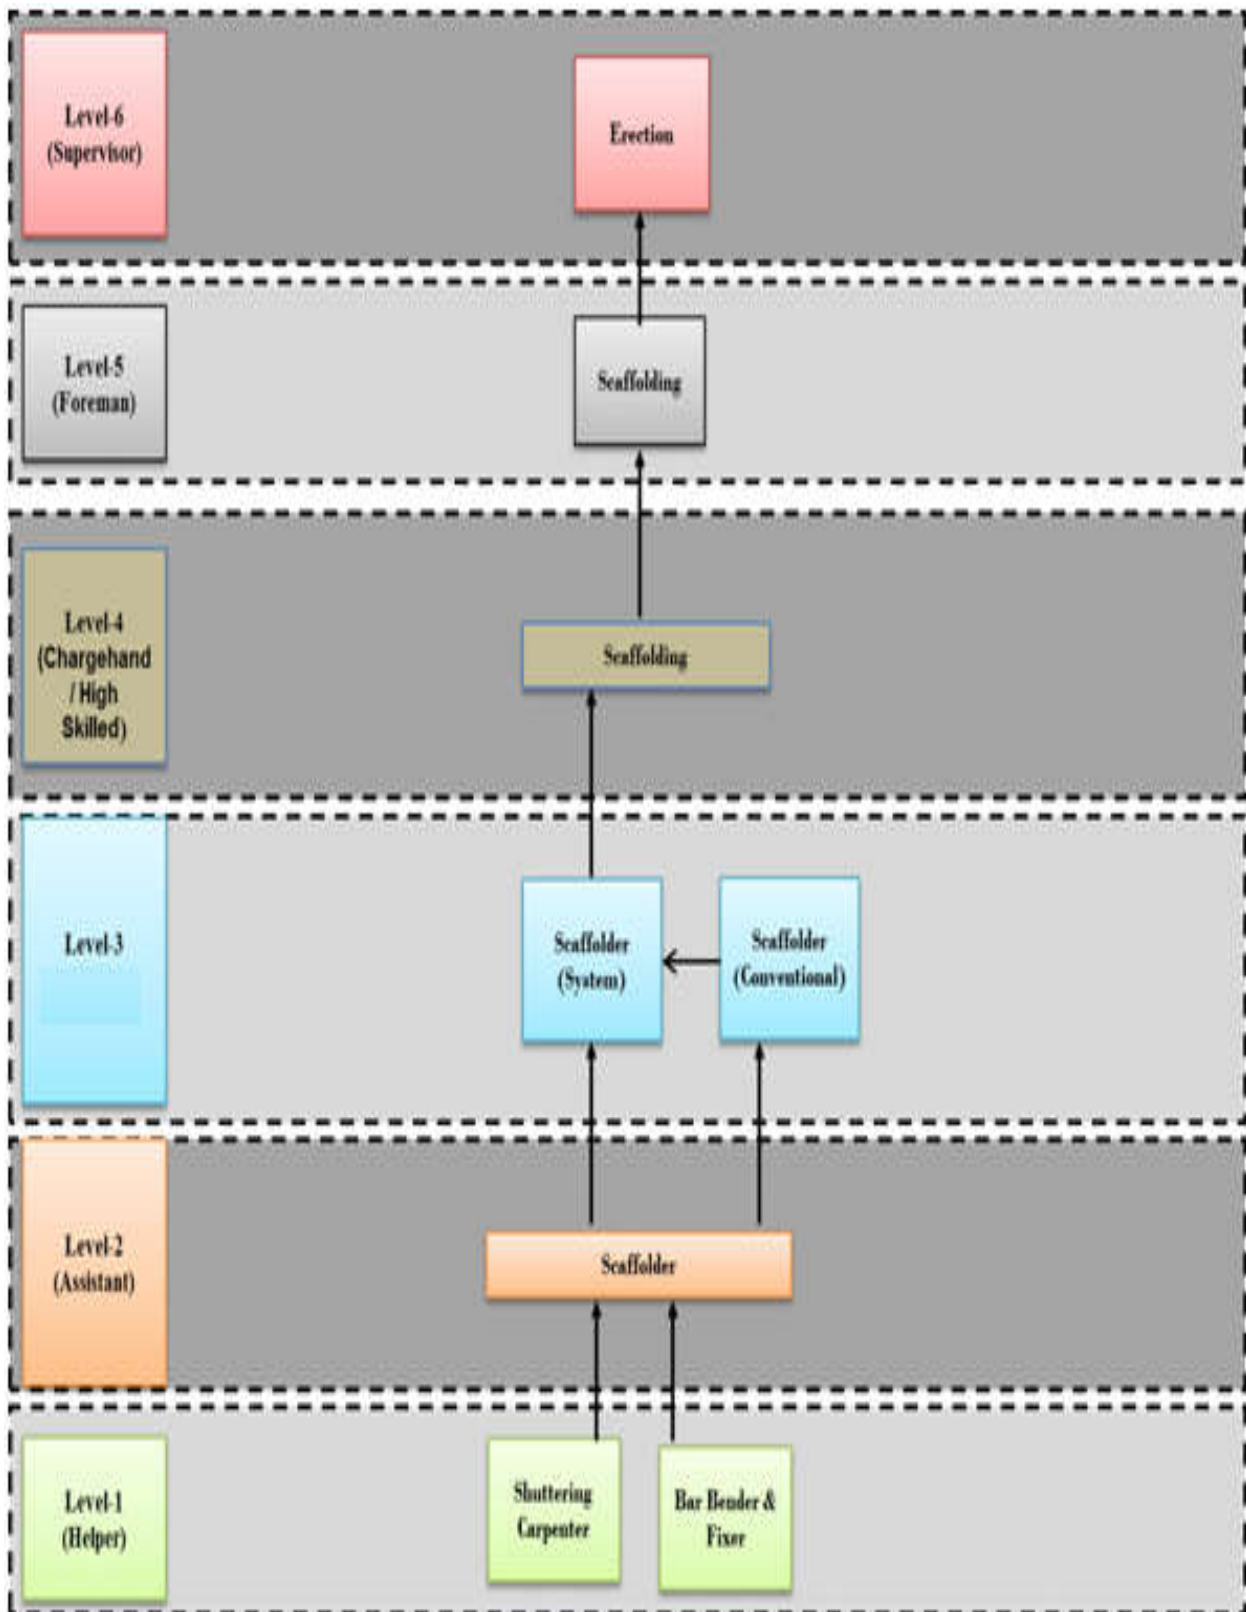 Level-6
(Supervisor)
Erection
Level-5
(Foreman)
Scaffolding
Level-4
(Chargehand
/ High
Skilled)
Scaffolding
Level-3
Scaffolder
(System)
Scaffolder
(Conventional)
Level-2
(Assistant)
Scaffolder
Level-1
(Helper)
Shuttering
Carpenter
Bar Bender &
Fixer